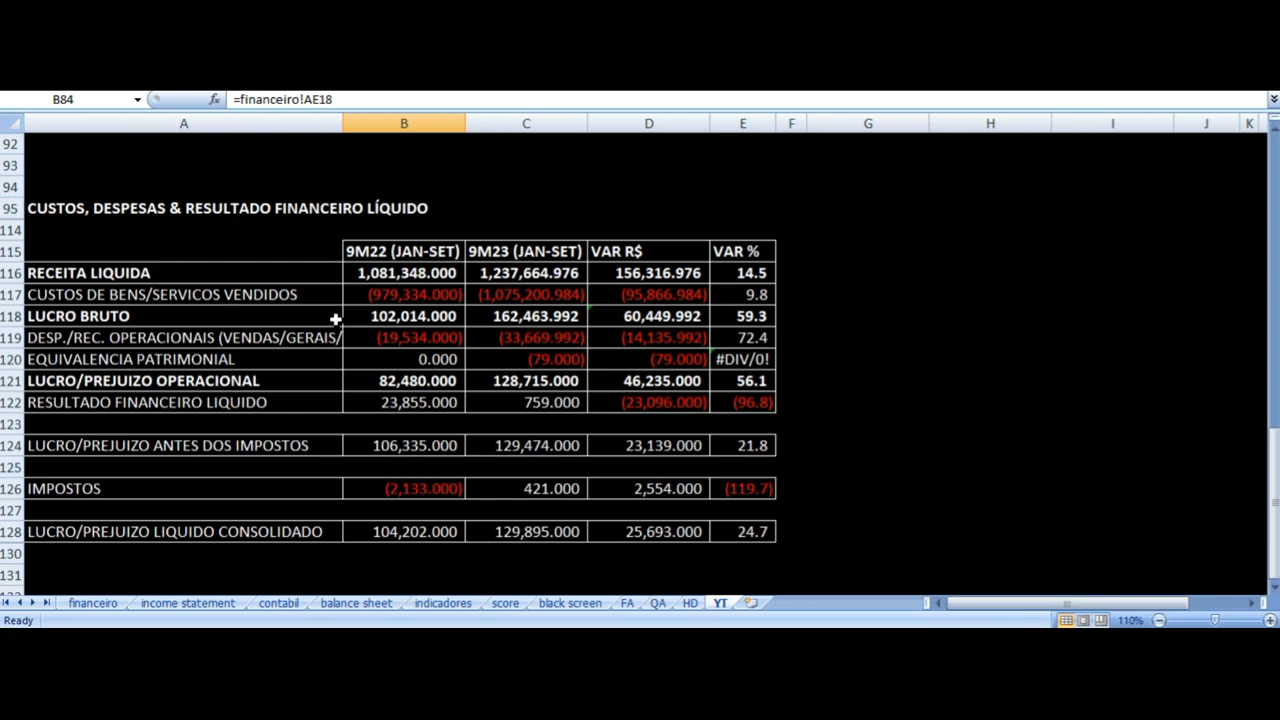 B84 fx =financeiro!AE18
A B C D E F G H I J K
92
93
94
95 CUSTOS, DESPESAS & RESULTADO FINANCEIRO LÍQUIDO
114
115 9M22 (JAN-SET) 9M23 (JAN-SET) VAR R$ VAR %
116 RECEITA LIQUIDA 1,081,348.000 1,237,664.976 156,316.976 14.5
117 CUSTOS DE BENS/SERVICOS VENDIDOS (979,334.000) (1,075,200.984) (95,866.984) 9.8
118 LUCRO BRUTO 102,014.000 162,463.992 60,449.992 59.3
119 DESP./REC. OPERACIONAIS (VENDAS/GERAIS/ (19,534.000) (33,669.992) (14,135.992) 72.4
120 EQUIVALENCIA PATRIMONIAL 0.000 (79.000) (79.000) #DIV/0!
121 LUCRO/PREJUIZO OPERACIONAL 82,480.000 128,715.000 46,235.000 56.1
122 RESULTADO FINANCEIRO LIQUIDO 23,855.000 759.000 (23,096.000) (96.8)
123
124 LUCRO/PREJUIZO ANTES DOS IMPOSTOS 106,335.000 129,474.000 23,139.000 21.8
125
126 IMPOSTOS (2,133.000) 421.000 2,554.000 (119.7)
127
128 LUCRO/PREJUIZO LIQUIDO CONSOLIDADO 104,202.000 129,895.000 25,693.000 24.7
130
131
financeiro income statement contabil balance sheet indicadores score black screen FA QA HD YT
Ready 110%